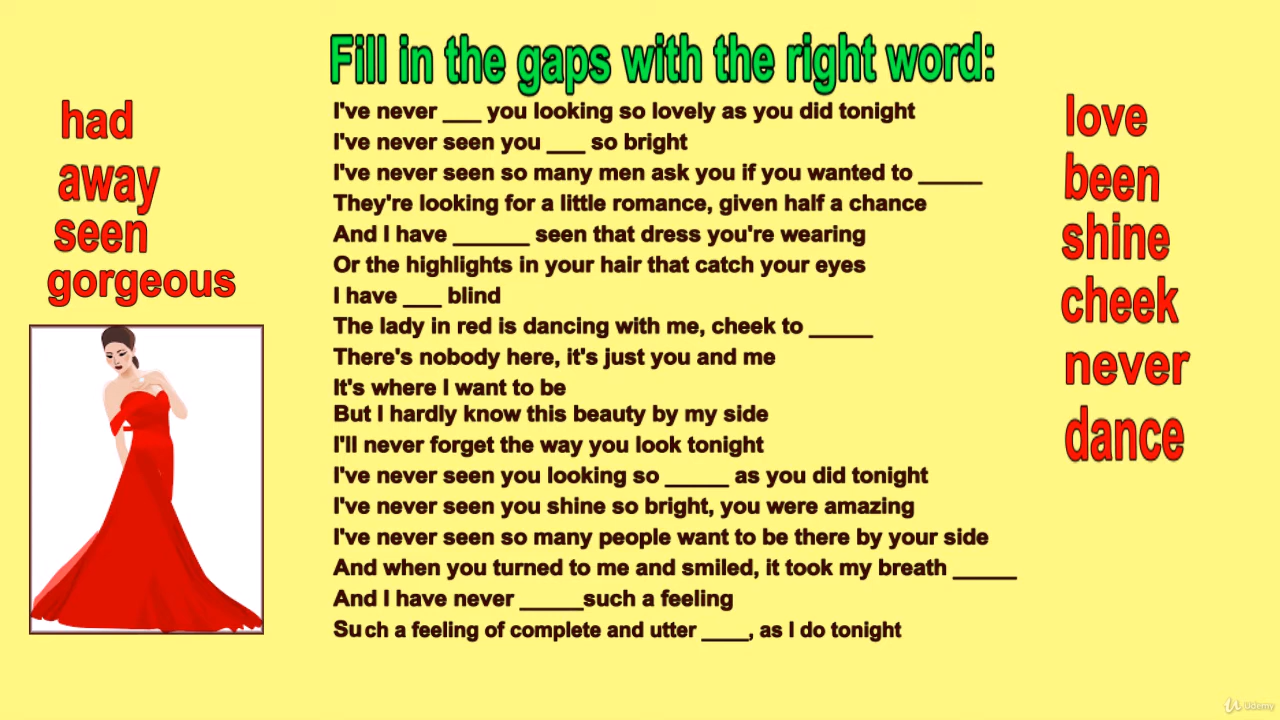 Fill in the gaps with the right word:
had
away
seen
gorgeous
I've never ___ you looking so lovely as you did tonight
I've never seen you ___ so bright
I've never seen so many men ask you if you wanted to _____
They're looking for a little romance, given half a chance
And I have ______ seen that dress you're wearing
Or the highlights in your hair that catch your eyes
I have ___ blind
The lady in red is dancing with me, cheek to _____
There's nobody here, it's just you and me
It's where I want to be
But I hardly know this beauty by my side
I'll never forget the way you look tonight
I've never seen you looking so _____ as you did tonight
I've never seen you shine so bright, you were amazing
I've never seen so many people want to be there by your side
And when you turned to me and smiled, it took my breath _____
And I have never _____such a feeling
Such a feeling of complete and utter ____, as I do tonight
love
been
shine
cheek
never
dance
Udemy